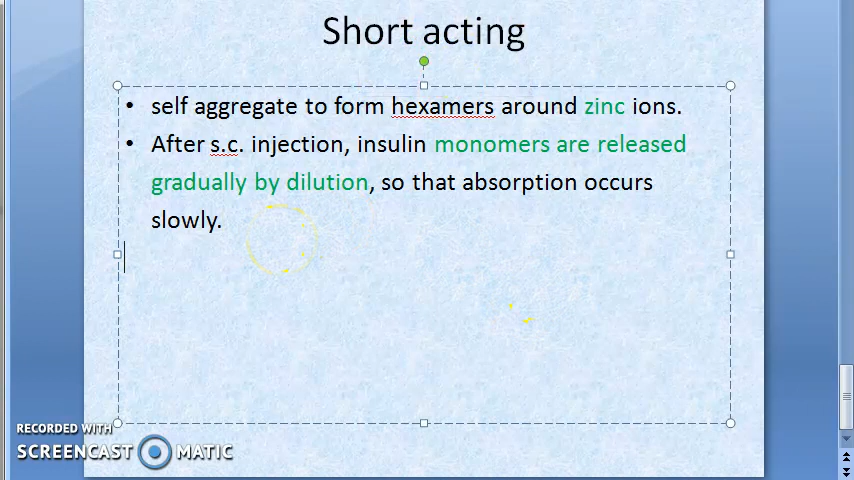 Short acting
• self aggregate to form hexamers around zinc ions.
• After s.c. injection, insulin monomers are released
gradually by dilution, so that absorption occurs
slowly.
RECORDED WITH
SCREENCAST MATIC